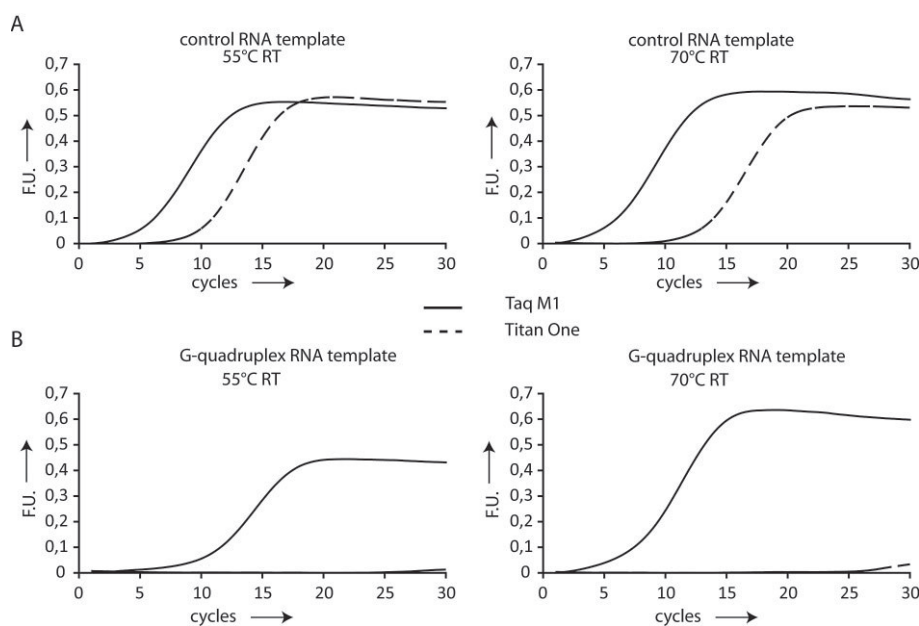 A
control RNA template
55°C RT
0,7
0,6
0,5
0,4
0,3
0,2
0,1
0
F.U.
0 5 10 15 20 25 30
cycles
control RNA template
70°C RT
0,7
0,6
0,5
0,4
0,3
0,2
0,1
0
F.U.
0 5 10 15 20 25 30
cycles
Taq M1
Titan One
B
G-quadruplex RNA template
55°C RT
0,7
0,6
0,5
0,4
0,3
0,2
0,1
0
F.U.
0 5 10 15 20 25 30
cycles
G-quadruplex RNA template
70°C RT
0,7
0,6
0,5
0,4
0,3
0,2
0,1
0
F.U.
0 5 10 15 20 25 30
cycles